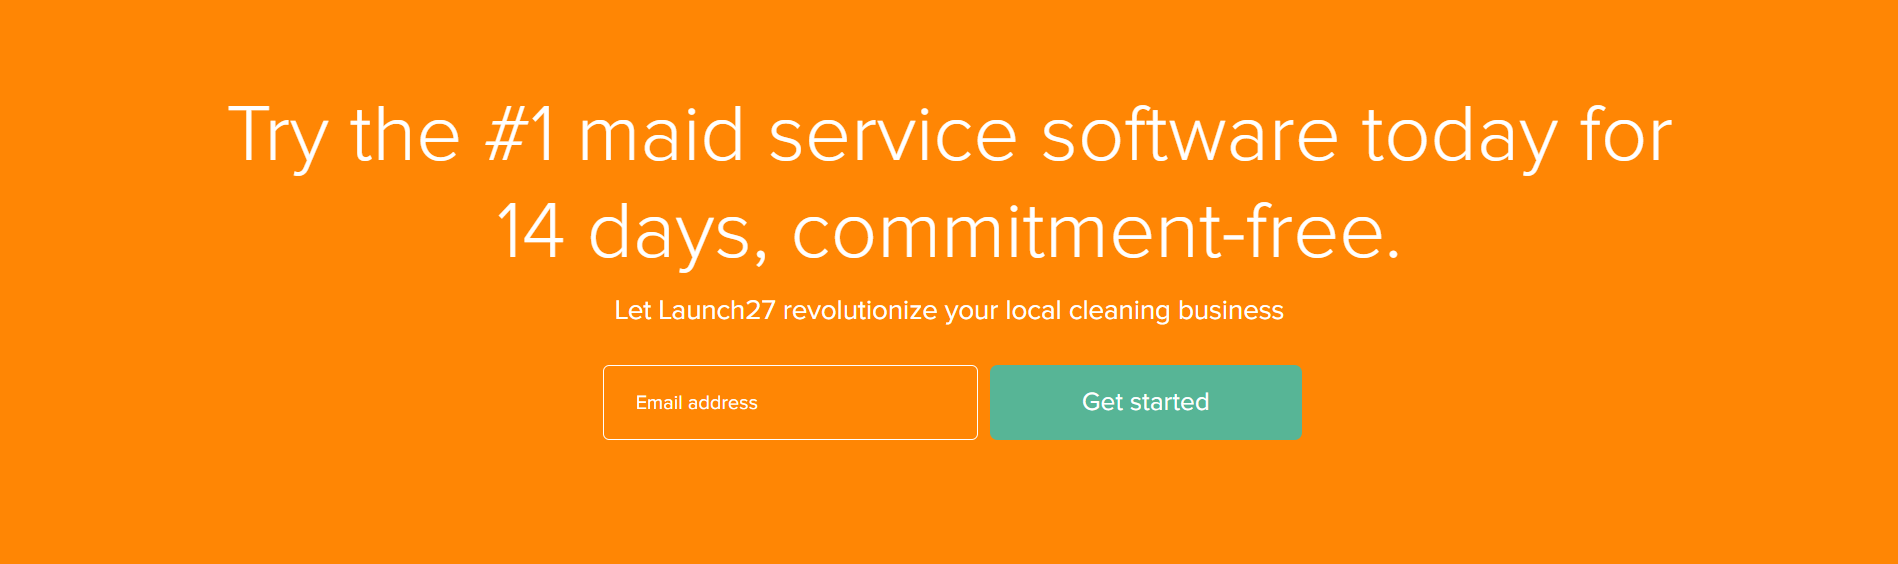 Try the #1 maid service software today for
14 days, commitment-free.
Let Launch27 revolutionize your local cleaning business
Email address
Get started